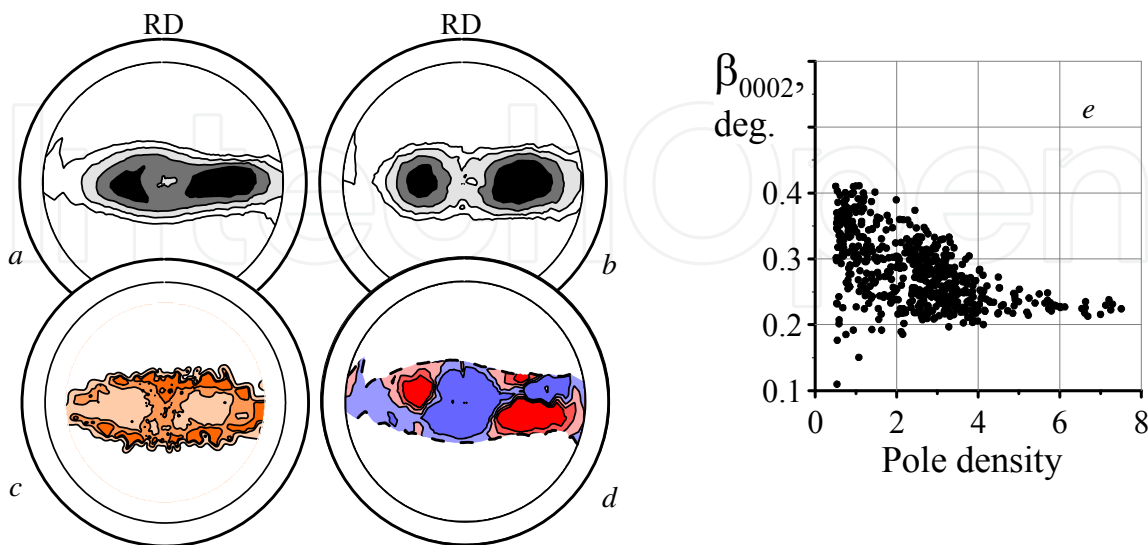 RD
RD
a
b
c
d
β0002,
deg.
e
0.4
0.3
0.2
0.1
0
2
4
6
8
Pole density
IntechOpen